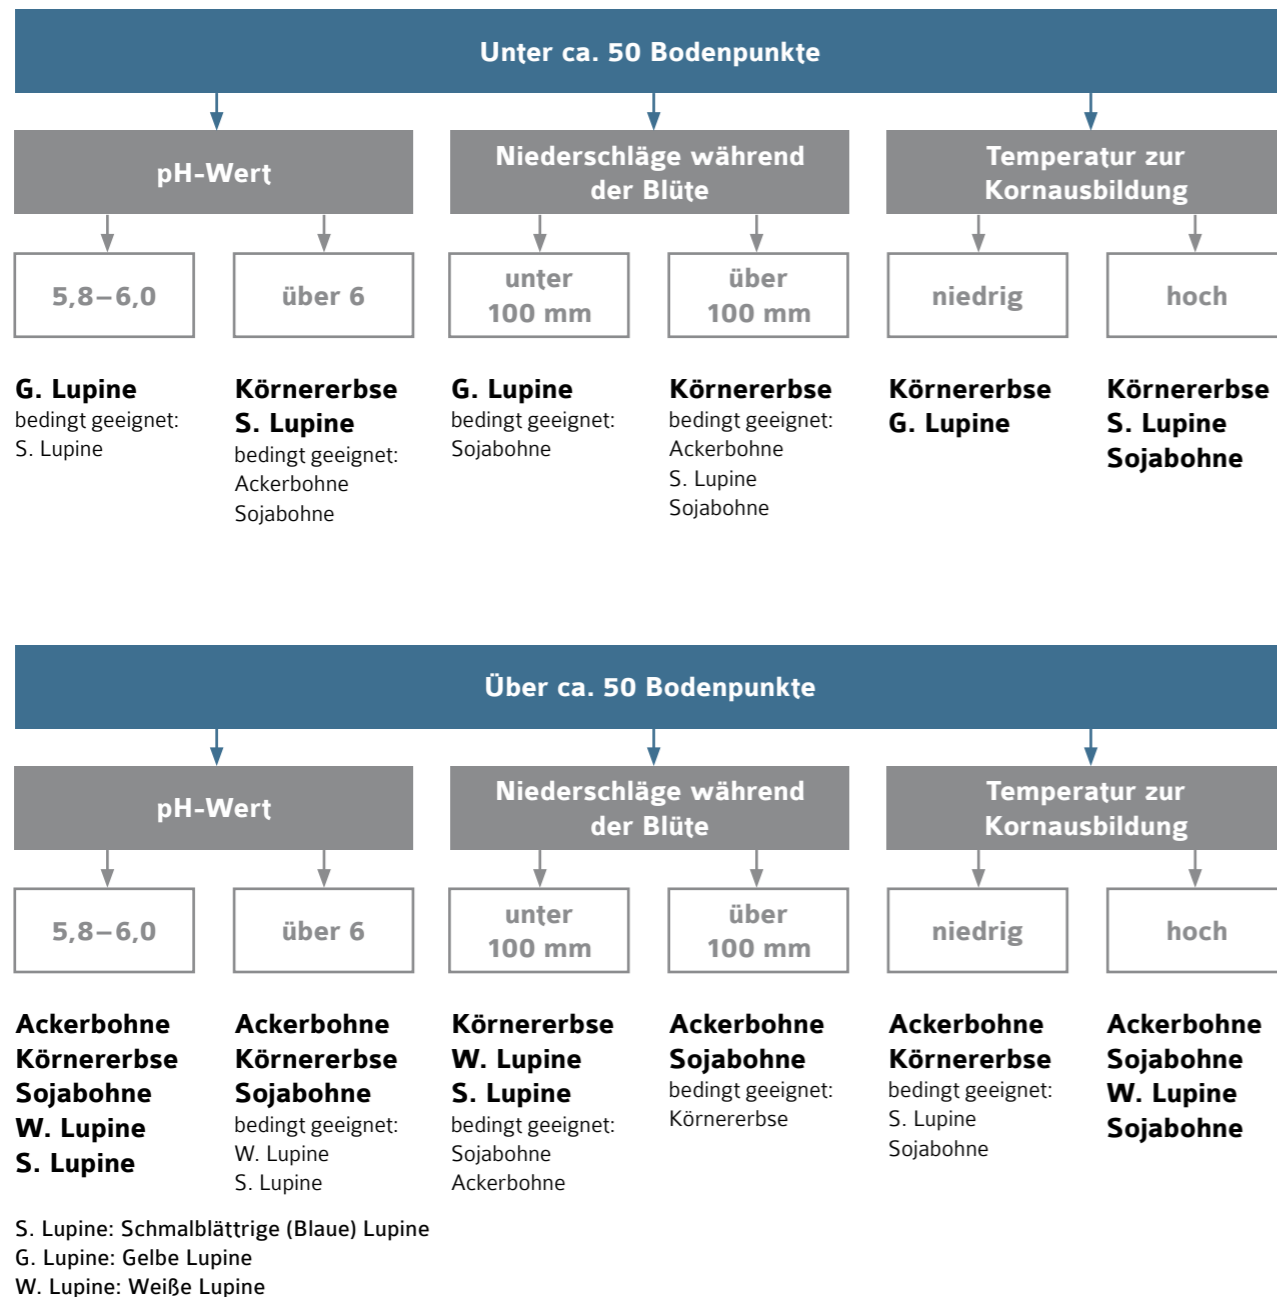 Unter ca. 50 Bodenpunkte
pH-Wert
Niederschläge während
der Blüte
Temperatur zur
Kornausbildung
5,8–6,0
über 6
unter
100 mm
über
100 mm
niedrig
hoch
G. Lupine
bedingt geeignet:
S. Lupine
Körnererbse
S. Lupine
bedingt geeignet:
Ackerbohne
Sojabohne
G. Lupine
bedingt geeignet:
Sojabohne
Körnererbse
bedingt geeignet:
Ackerbohne
S. Lupine
Sojabohne
Körnererbse
G. Lupine
Körnererbse
S. Lupine
Sojabohne
Über ca. 50 Bodenpunkte
pH-Wert
Niederschläge während
der Blüte
Temperatur zur
Kornausbildung
5,8–6,0
über 6
unter
100 mm
über
100 mm
niedrig
hoch
Ackerbohne
Körnererbse
Sojabohne
W. Lupine
S. Lupine
Ackerbohne
Körnererbse
Sojabohne
bedingt geeignet:
W. Lupine
S. Lupine
Körnererbse
W. Lupine
S. Lupine
bedingt geeignet:
Sojabohne
Ackerbohne
Ackerbohne
Sojabohne
bedingt geeignet:
Körnererbse
Ackerbohne
Körnererbse
bedingt geeignet:
S. Lupine
Sojabohne
Ackerbohne
Sojabohne
W. Lupine
Sojabohne
S. Lupine: Schmalblättrige (Blaue) Lupine
G. Lupine: Gelbe Lupine
W. Lupine: Weiße Lupine